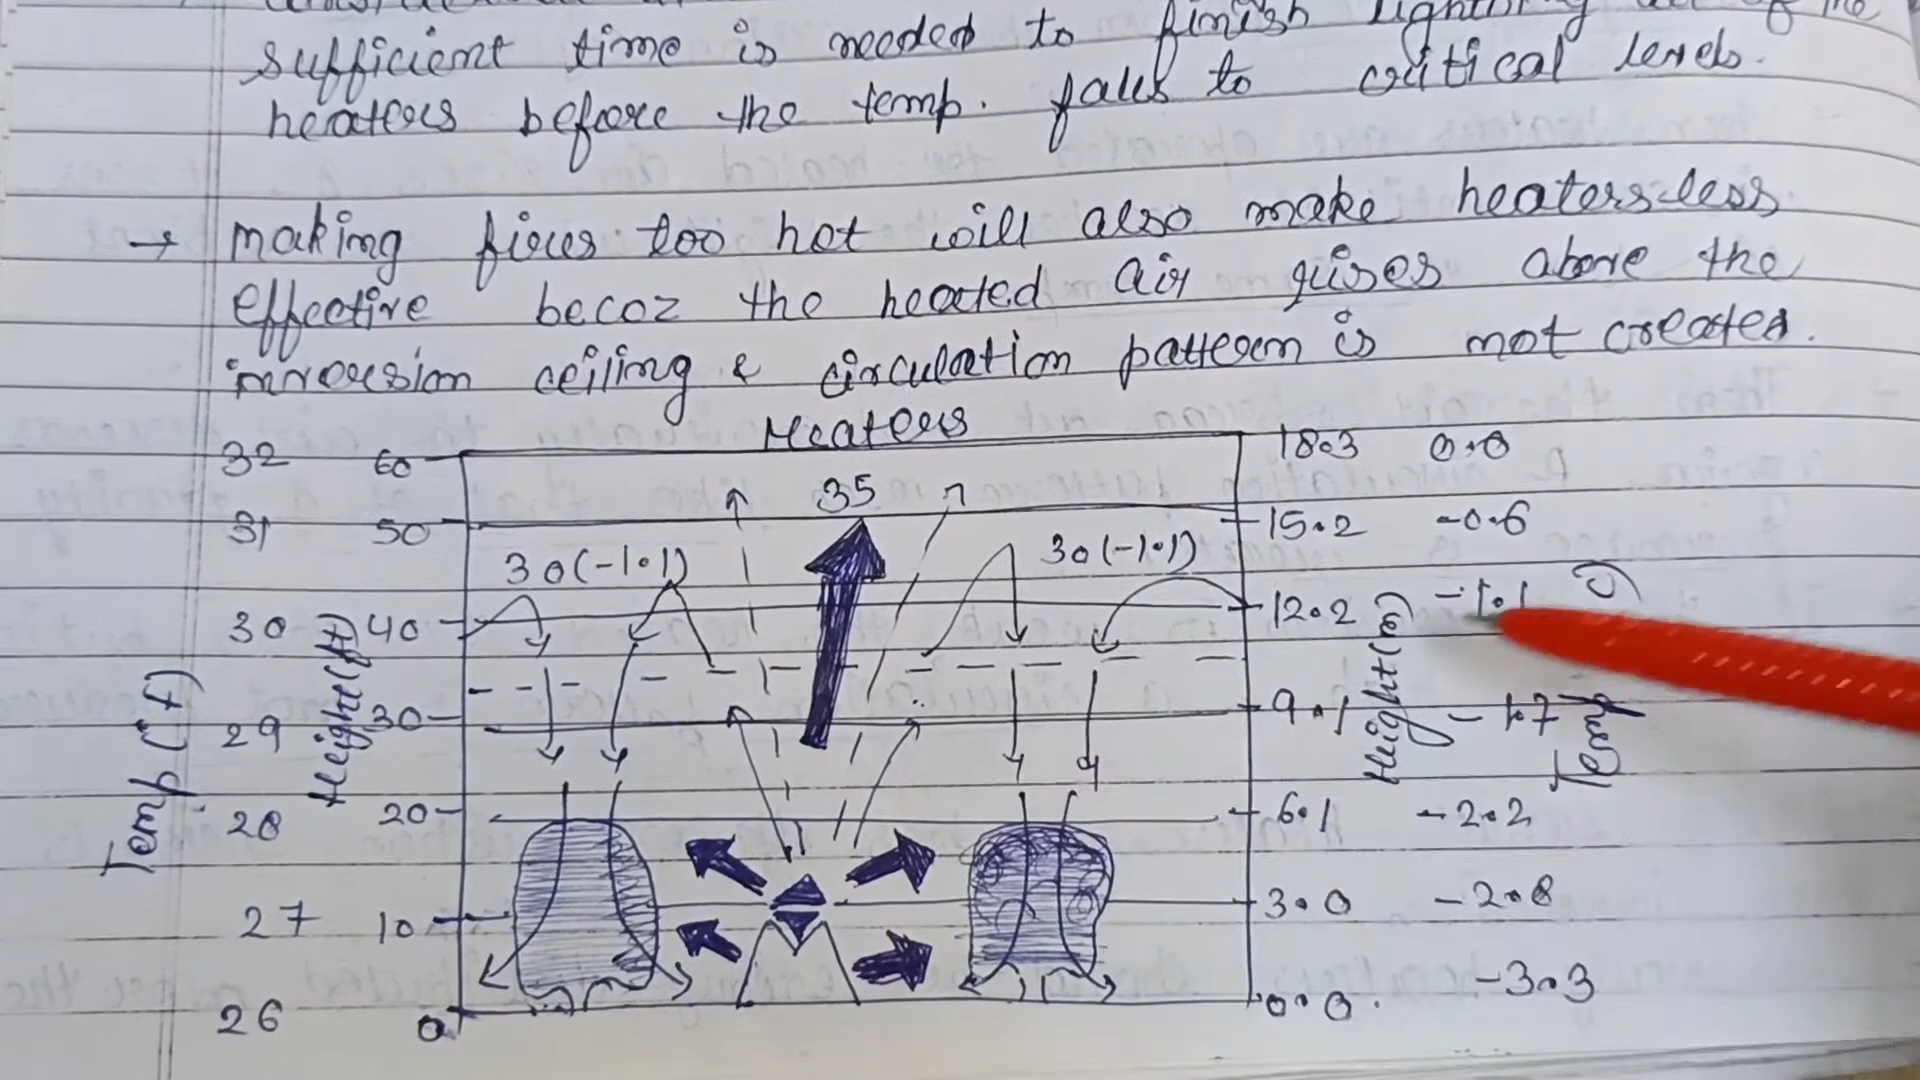 sufficient time is needed to finish lighting all of the
heaters before the temp. falls to critical levels.
→ making fires too hot will also make heaters less
effective becoz the heated air rises above the
inversion ceiling & circulation pattern is not created.
Heaters
32 60 18.3 0.0
35
31 50 15.2 -0.6
30(-1.1) 30(-1.1)
30 40 12.2 -1.1
Temp (°f) Height(ft) Height(m) Temp
29 30 9.1 -1.7
28 20 6.1 -2.2
27 10 3.0 -2.8
-3.3
26 0 0.0